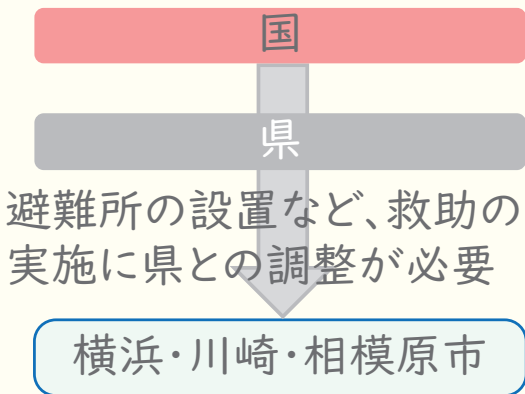 国
県
避難所の設置など、救助の
実施に県との調整が必要
横浜・川崎・相模原市